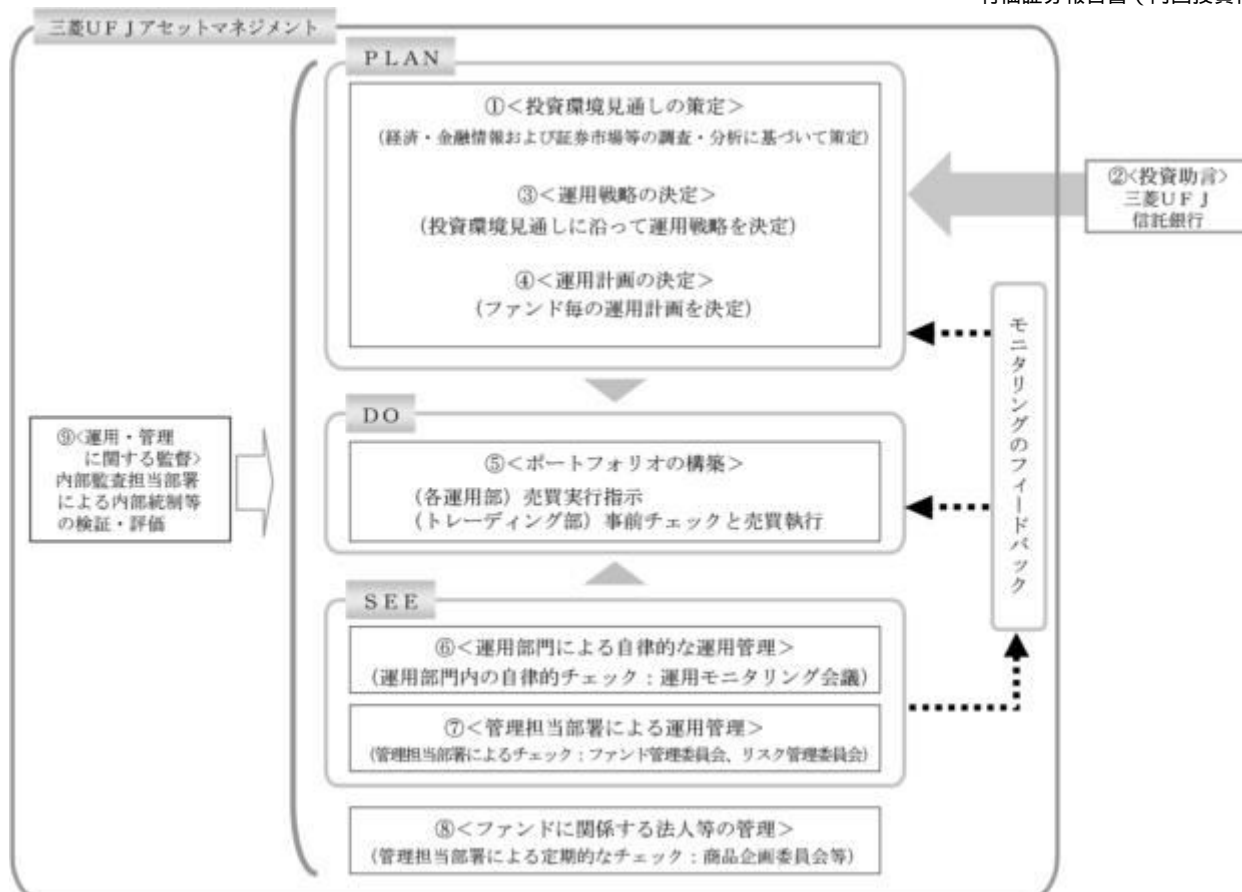 三菱UFJアセットマネジメント
PLAN
①<投資環境見通しの策定>
(経済・金融情報および証券市場等の調査・分析に基づいて策定)
③<運用戦略の決定>
(投資環境見通しに沿って運用戦略を決定)
④<運用計画の決定>
(ファンド毎の運用計画を決定)
②<投資助言>
三菱UFJ
信託銀行
モニタリングのフィードバック
DO
⑤<ポートフォリオの構築>
(各運用部)売買実行指示
(トレーディング部)事前チェックと売買執行
⑨<運用・管理
に関する監督>
内部監査担当部署
による内部統制等
の検証・評価
SEE
⑥<運用部門による自律的な運用管理>
(運用部門内の自律的チェック:運用モニタリング会議)
⑦<管理担当部署による運用管理>
(管理担当部署によるチェック:ファンド管理委員会、リスク管理委員会)
⑧<ファンドに関係する法人等の管理>
(管理担当部署による定期的なチェック:商品企画委員会等)